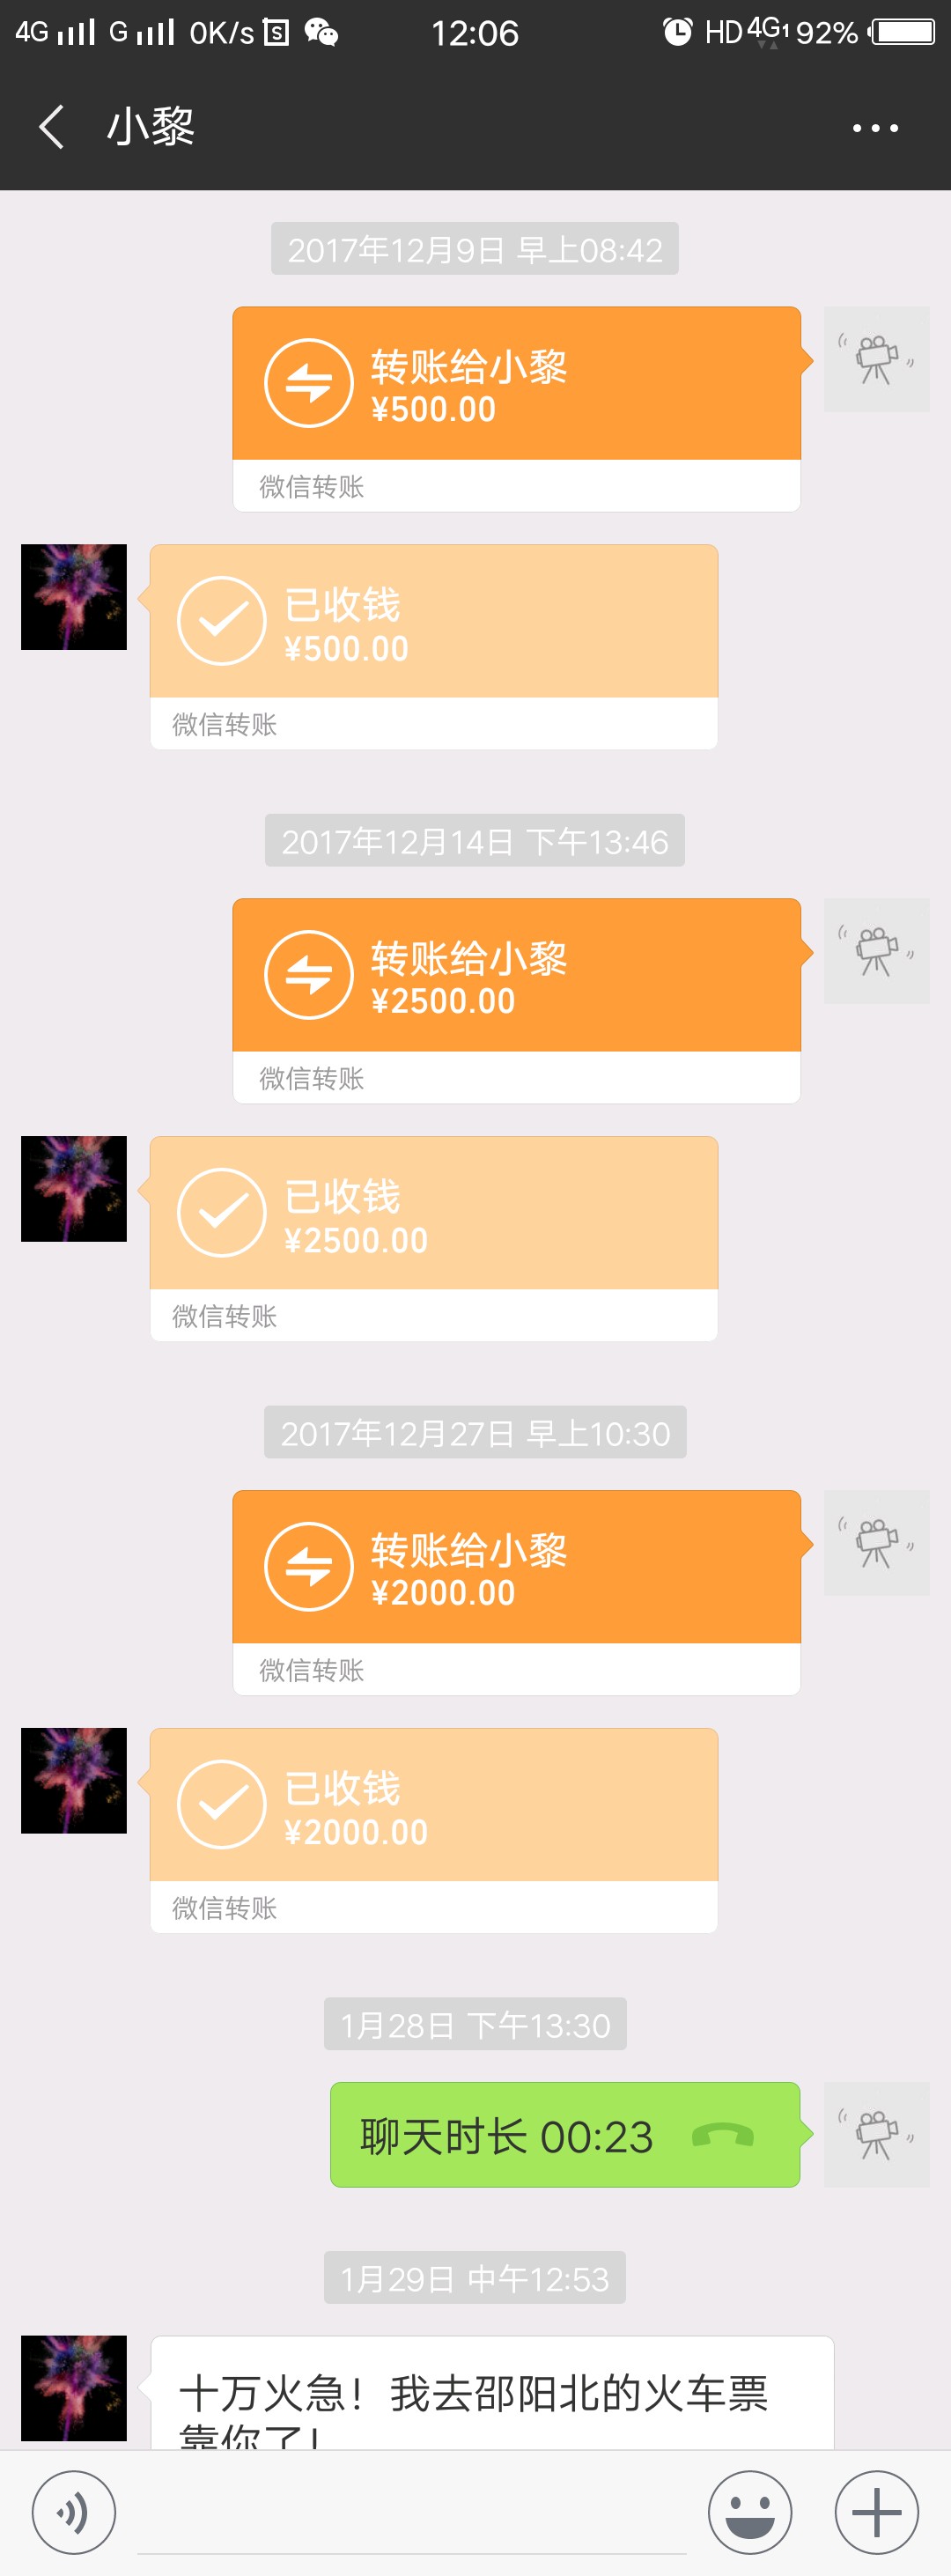 4G G 0K/s S 12:06 HD 4G1 92%
小黎
2017年12月9日 早上08:42
转账给小黎
¥500.00
微信转账
已收钱
¥500.00
微信转账
2017年12月14日 下午13:46
转账给小黎
¥2500.00
微信转账
已收钱
¥2500.00
微信转账
2017年12月27日 早上10:30
转账给小黎
¥2000.00
微信转账
已收钱
¥2000.00
微信转账
1月28日 下午13:30
聊天时长 00:23
1月29日 中午12:53
十万火急！我去邵阳北的火车票
靠你了！